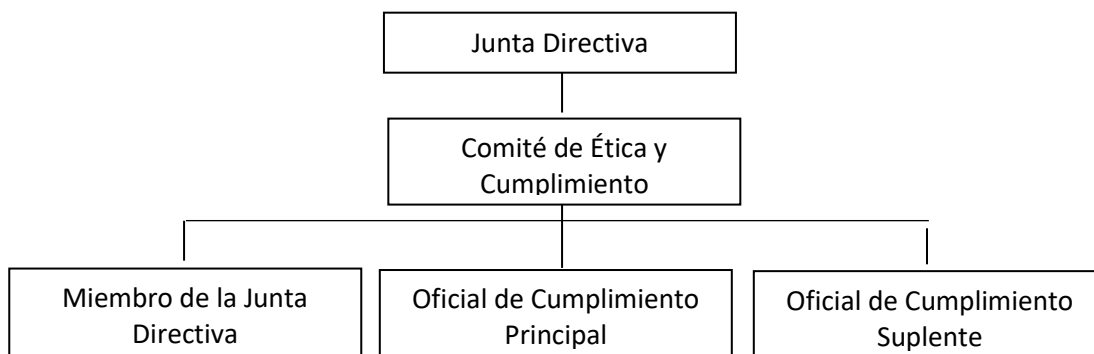 Junta Directiva
Comité de Ética y
Cumplimiento
Miembro de la Junta
Directiva
Oficial de Cumplimiento
Principal
Oficial de Cumplimiento
Suplente